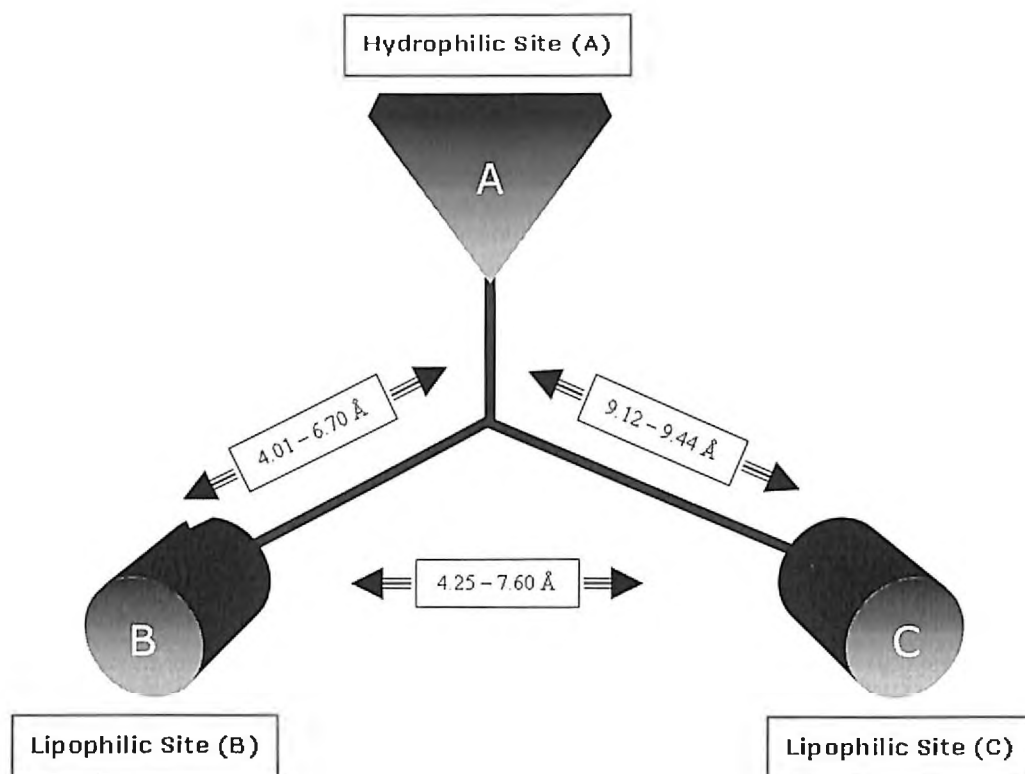 Hydrophilic Site (A)
A
4.01 – 6.70 Å
9.12 – 9.44 Å
4.25 – 7.60 Å
B
C
Lipophilic Site (B)
Lipophilic Site (C)